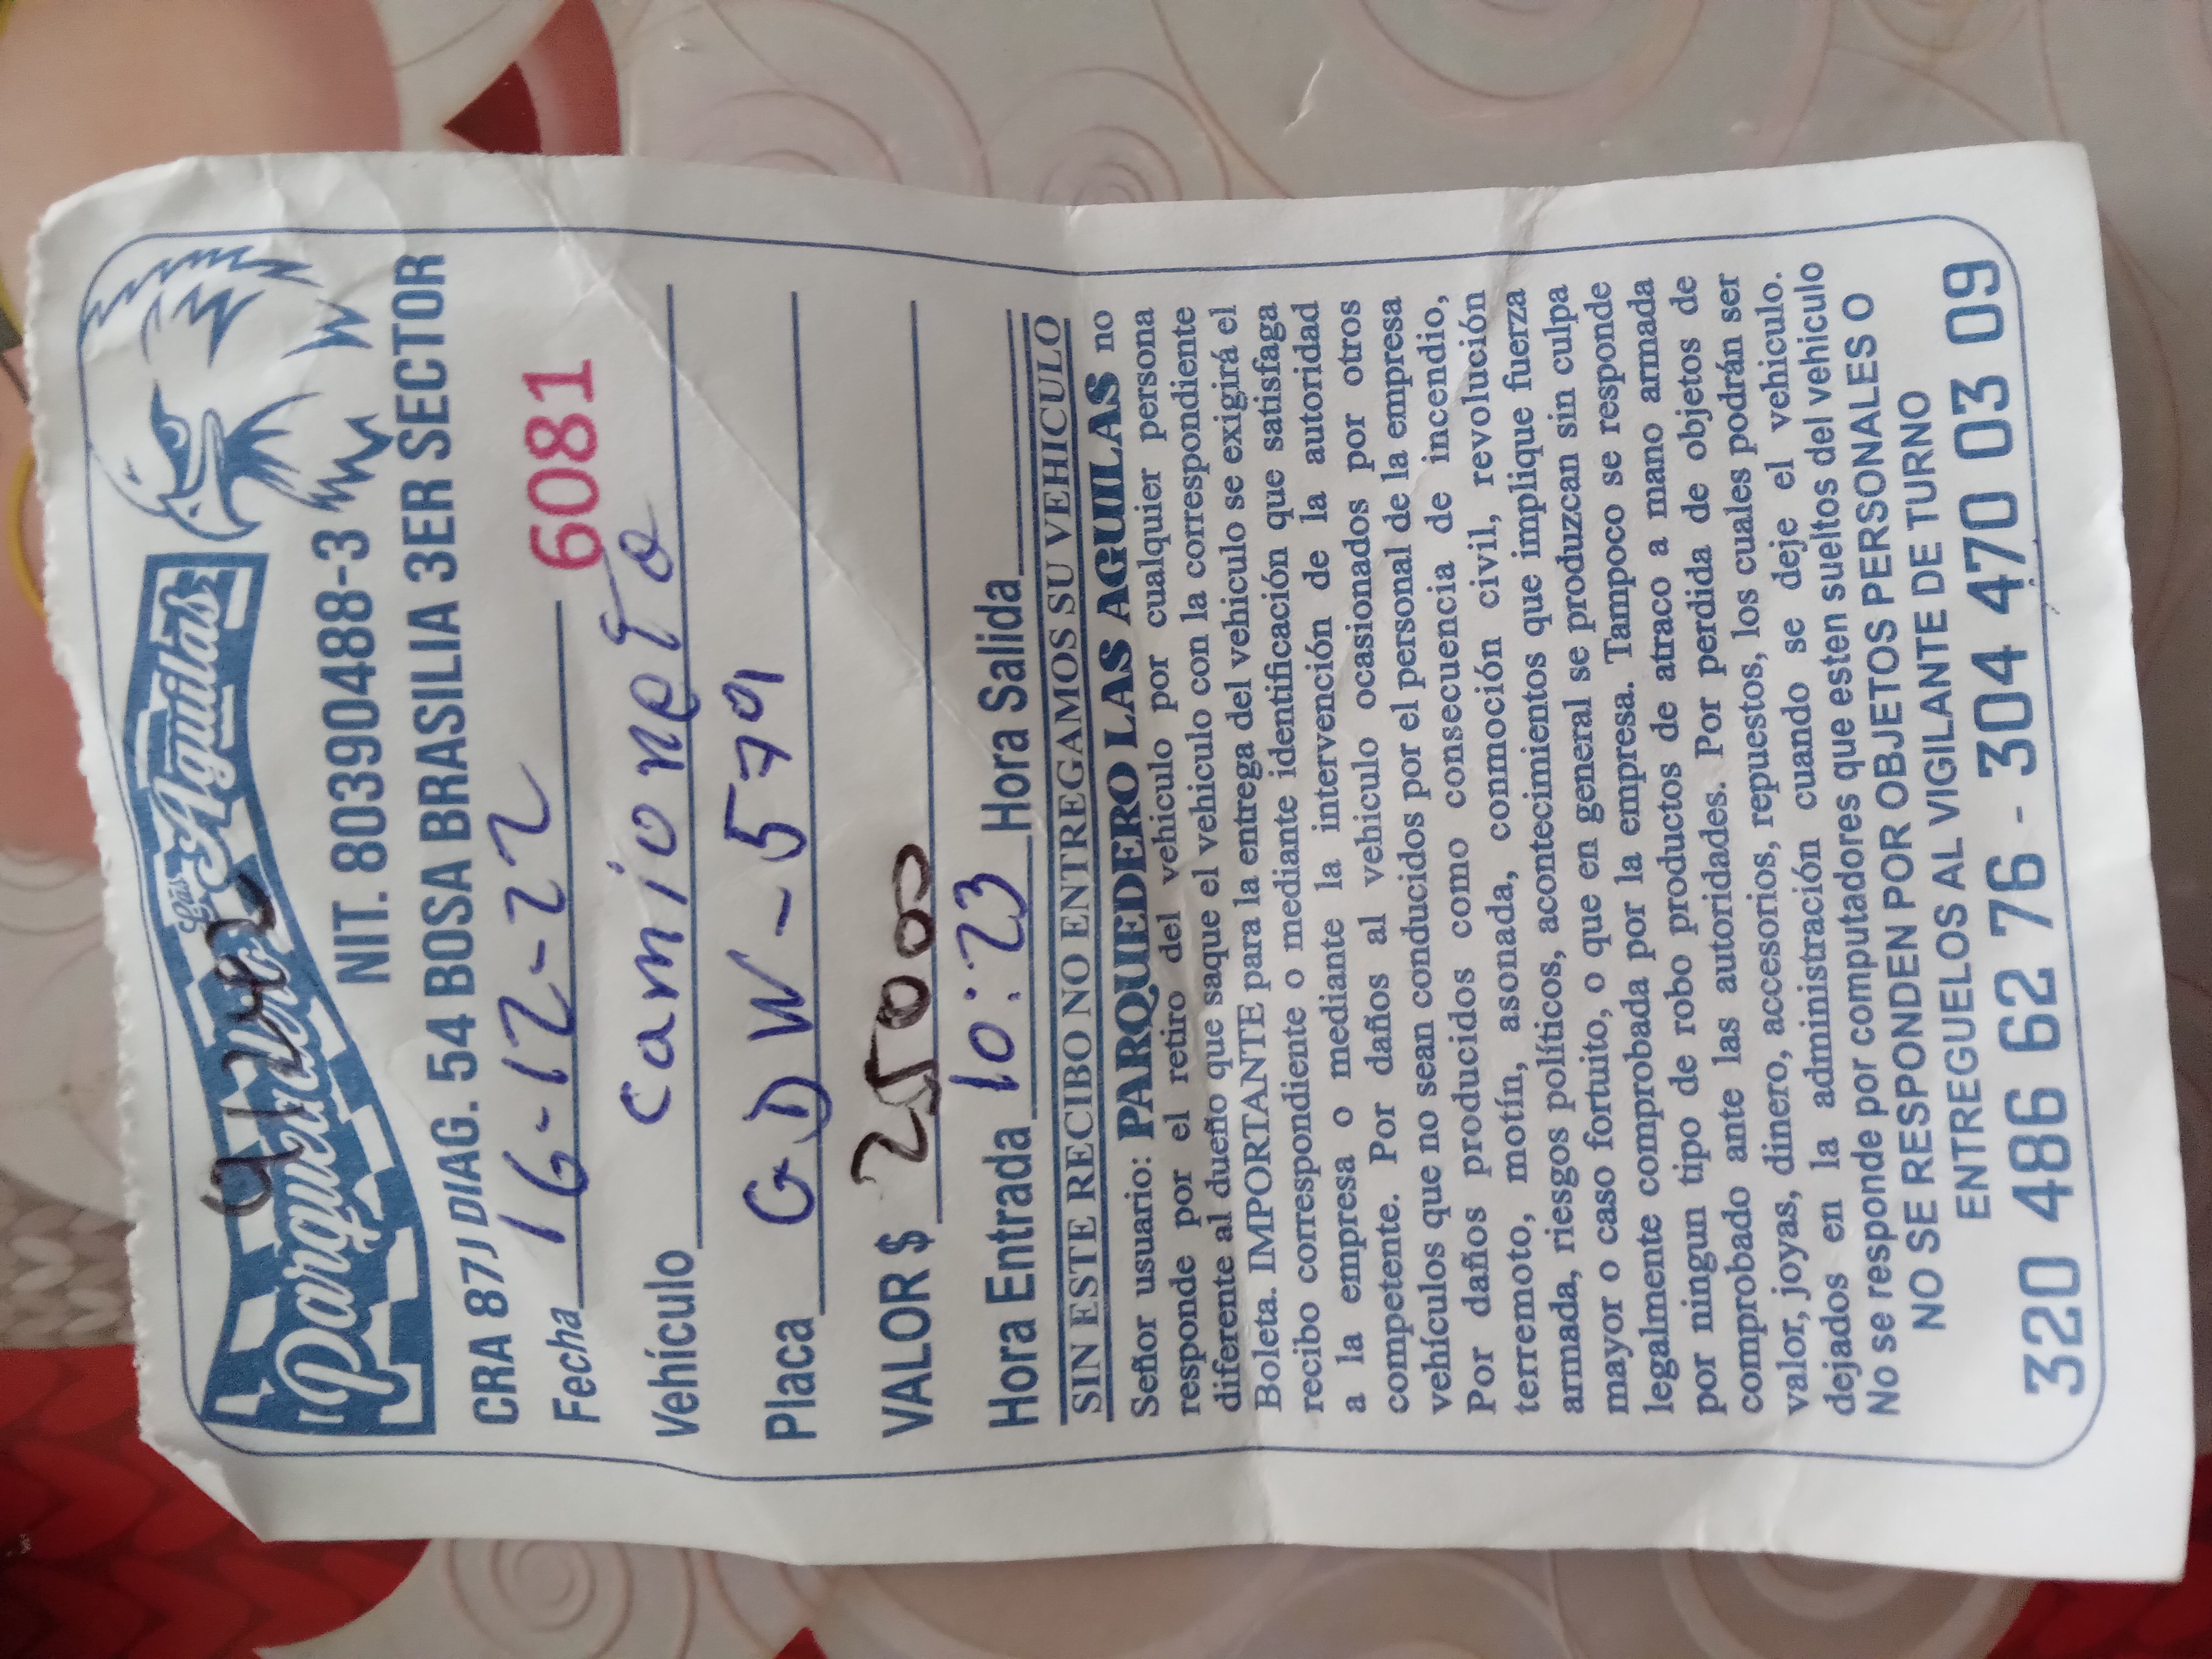 Parqueadero Las Aguilas
NIT. 80390488-3
CRA 87J DIAG. 54 BOSA BRASILIA 3ER SECTOR
Fecha 16-12-22 6081
Vehículo camioneta
Placa GDW-579
VALOR $ 25000
Hora Entrada 10:23 Hora Salida
SIN ESTE RECIBO NO ENTREGAMOS SU VEHICULO
Señor usuario: PARQUEDERO LAS AGUILAS no
responde por el retiro del vehiculo por cualquier persona
diferente al dueño que saque el vehiculo con la correspondiente
Boleta. IMPORTANTE para la entrega del vehiculo se exigirá el
recibo correspondiente o mediante identificación que satisfaga
a la empresa o mediante la intervención de la autoridad
competente. Por daños al vehiculo ocasionados por otros
vehículos que no sean conducidos por el personal de la empresa
Por daños producidos como consecuencia de incendio,
terremoto, motín, asonada, conmoción civil, revolución
armada, riesgos políticos, acontecimientos que implique fuerza
mayor o caso fortuito, o que en general se produzcan sin culpa
legalmente comprobada por la empresa. Tampoco se responde
por ningun tipo de robo productos de atraco a mano armada
comprobado ante las autoridades. Por perdida de objetos de
valor, joyas, dinero, accesorios, repuestos, los cuales podrán ser
dejados en la administración cuando se deje el vehículo.
No se responde por computadores que esten sueltos del vehiculo
NO SE RESPONDEN POR OBJETOS PERSONALES O
ENTREGUELOS AL VIGILANTE DE TURNO
320 486 62 76 - 304 470 03 09